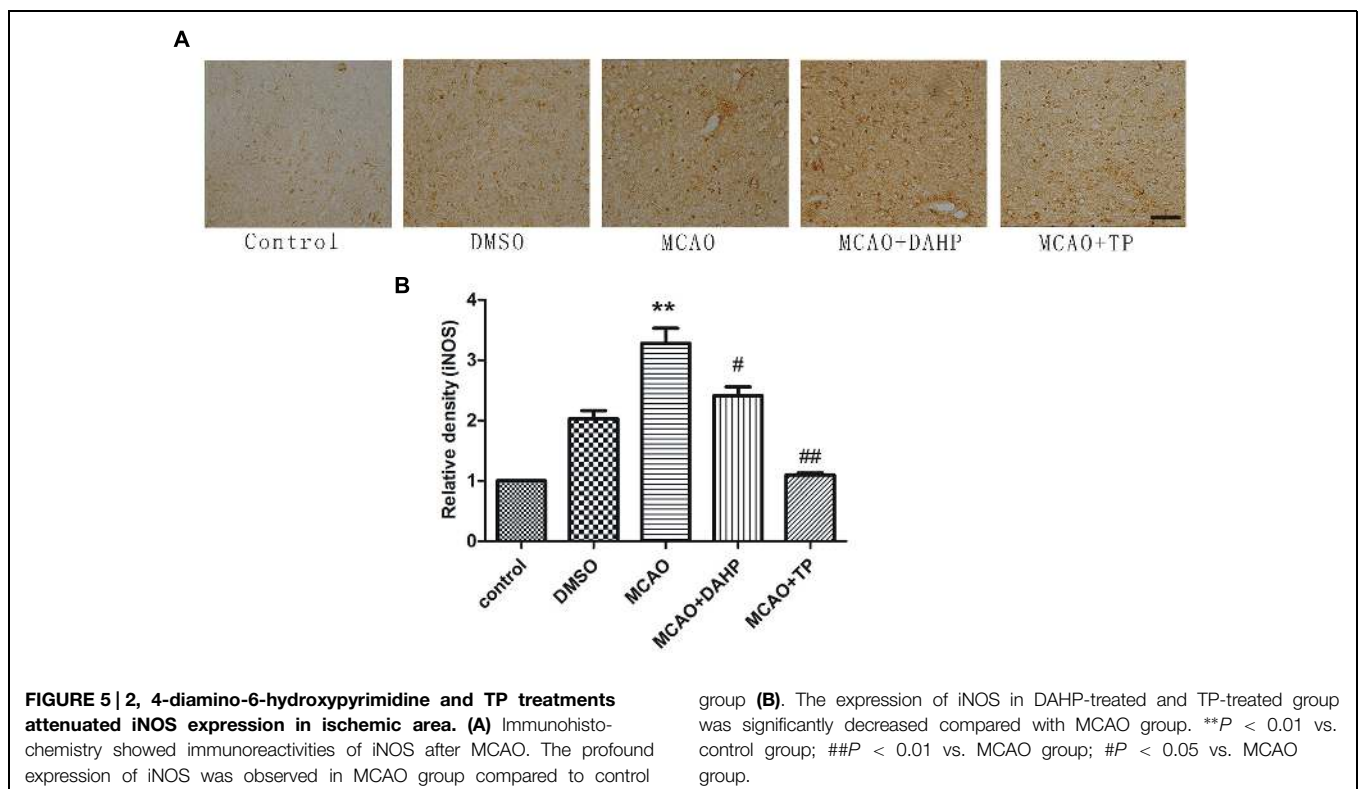 A
Control DMSO MCAO MCAO+DAHP MCAO+TP
B
Relative density (iNOS)
4
3
2
1
0
**
#
##
control DMSO MCAO MCAO+DAHP MCAO+TP
FIGURE 5 | 2, 4-diamino-6-hydroxypyrimidine and TP treatments
attenuated iNOS expression in ischemic area. (A) Immunohisto-
chemistry showed immunoreactivities of iNOS after MCAO. The profound
expression of iNOS was observed in MCAO group compared to control
group (B). The expression of iNOS in DAHP-treated and TP-treated group
was significantly decreased compared with MCAO group. **P < 0.01 vs.
control group; ##P < 0.01 vs. MCAO group; #P < 0.05 vs. MCAO
group.